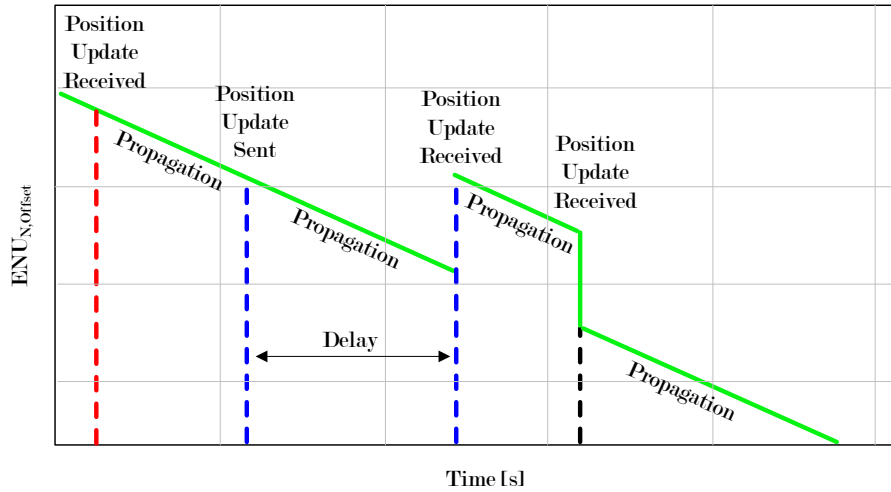 Position
Update
Received
Position
Update
Sent
Position
Update
Received
Position
Update
Received
Propagation
Propagation
Propagation
Propagation
Delay
ENU_N,Offset
Time [s]